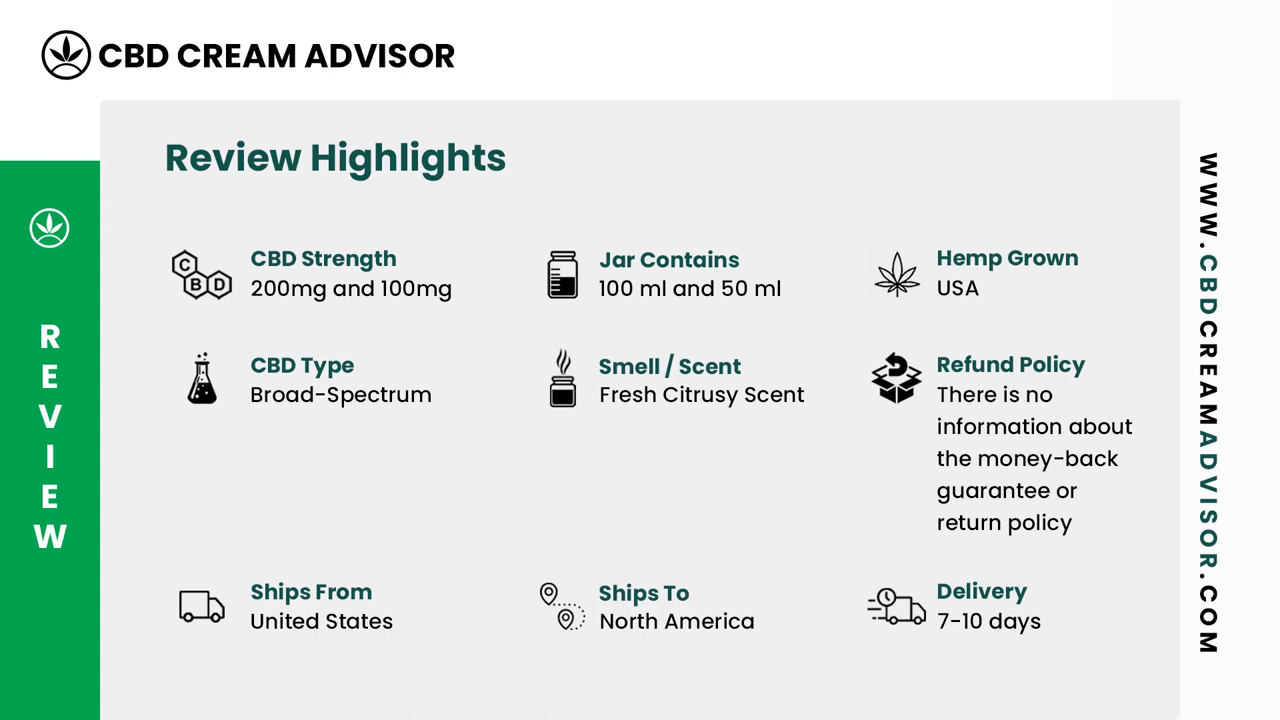 CBD CREAM ADVISOR
Review Highlights
C
B D
CBD Strength
200mg and 100mg
Jar Contains
100 ml and 50 ml
Hemp Grown
USA
CBD Type
Broad-Spectrum
Smell / Scent
Fresh Citrusy Scent
Refund Policy
There is no
information about
the money-back
guarantee or
return policy
Ships From
United States
Ships To
North America
Delivery
7-10 days
REVIEW
WWW.CBDCREAMADVISOR.COM